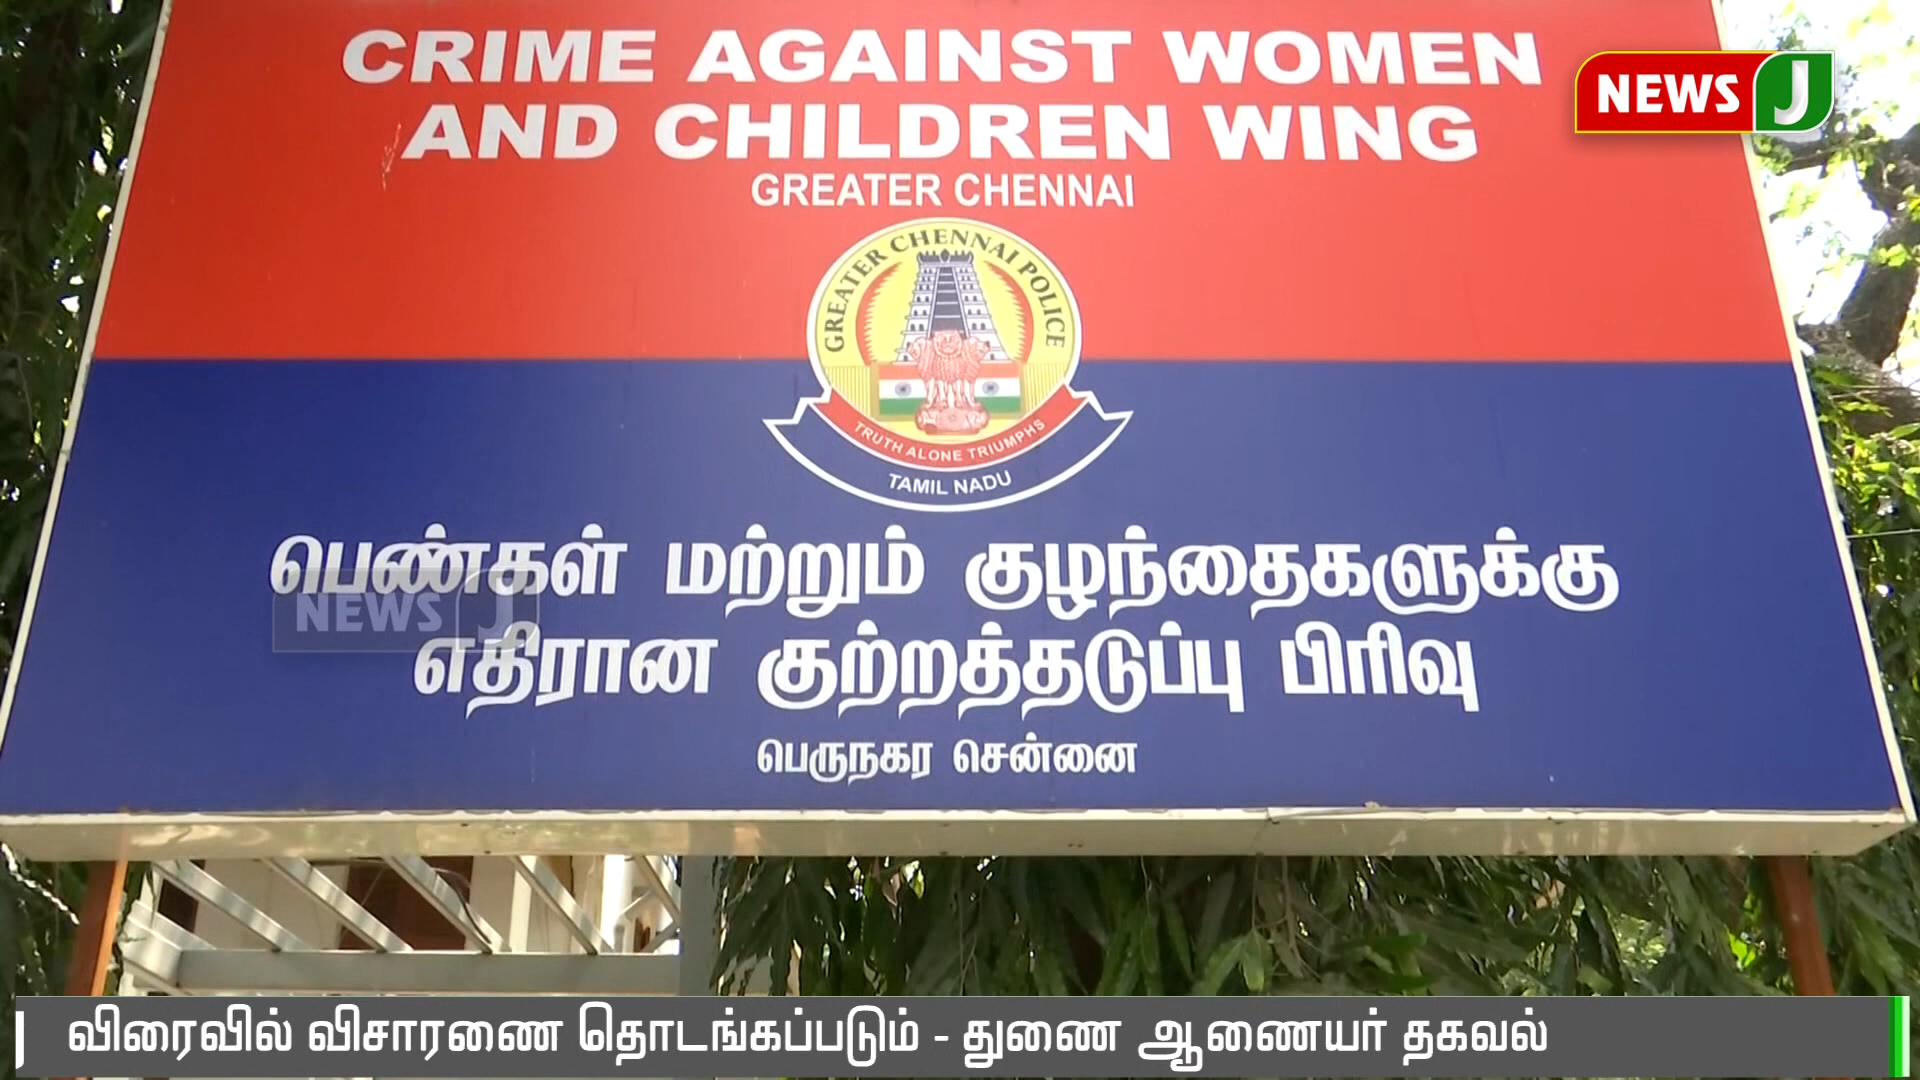 CRIME AGAINST WOMEN
AND CHILDREN WING
GREATER CHENNAI
NEWS J
GREATER CHENNAI POLICE
TRUTH ALONE TRIUMPHS
TAMIL NADU
பெண்கள் மற்றும் குழந்தைகளுக்கு
NEWS J
எதிரான குற்றத்தடுப்பு பிரிவு
பெருநகர சென்னை
விரைவில் விசாரணை தொடங்கப்படும் - துணை ஆணையர் தகவல்